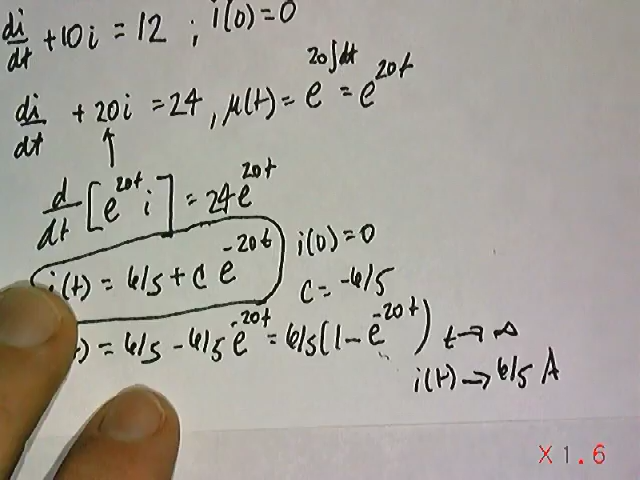 di/dt + 10i = 12 ; i(0) = 0
di/dt + 20i = 24 , μ(t) = e^{20∫dt} = e^{20t}
d/dt [e^{20t} i] = 24e^{20t}
i(t) = 6/5 + c e^{-20t}
i(0) = 0
c = -6/5
) = 6/5 - 6/5 e^{-20t} = 6/5(1 - e^{-20t})
t → ∞
i(t) → 6/5 A
X1.6